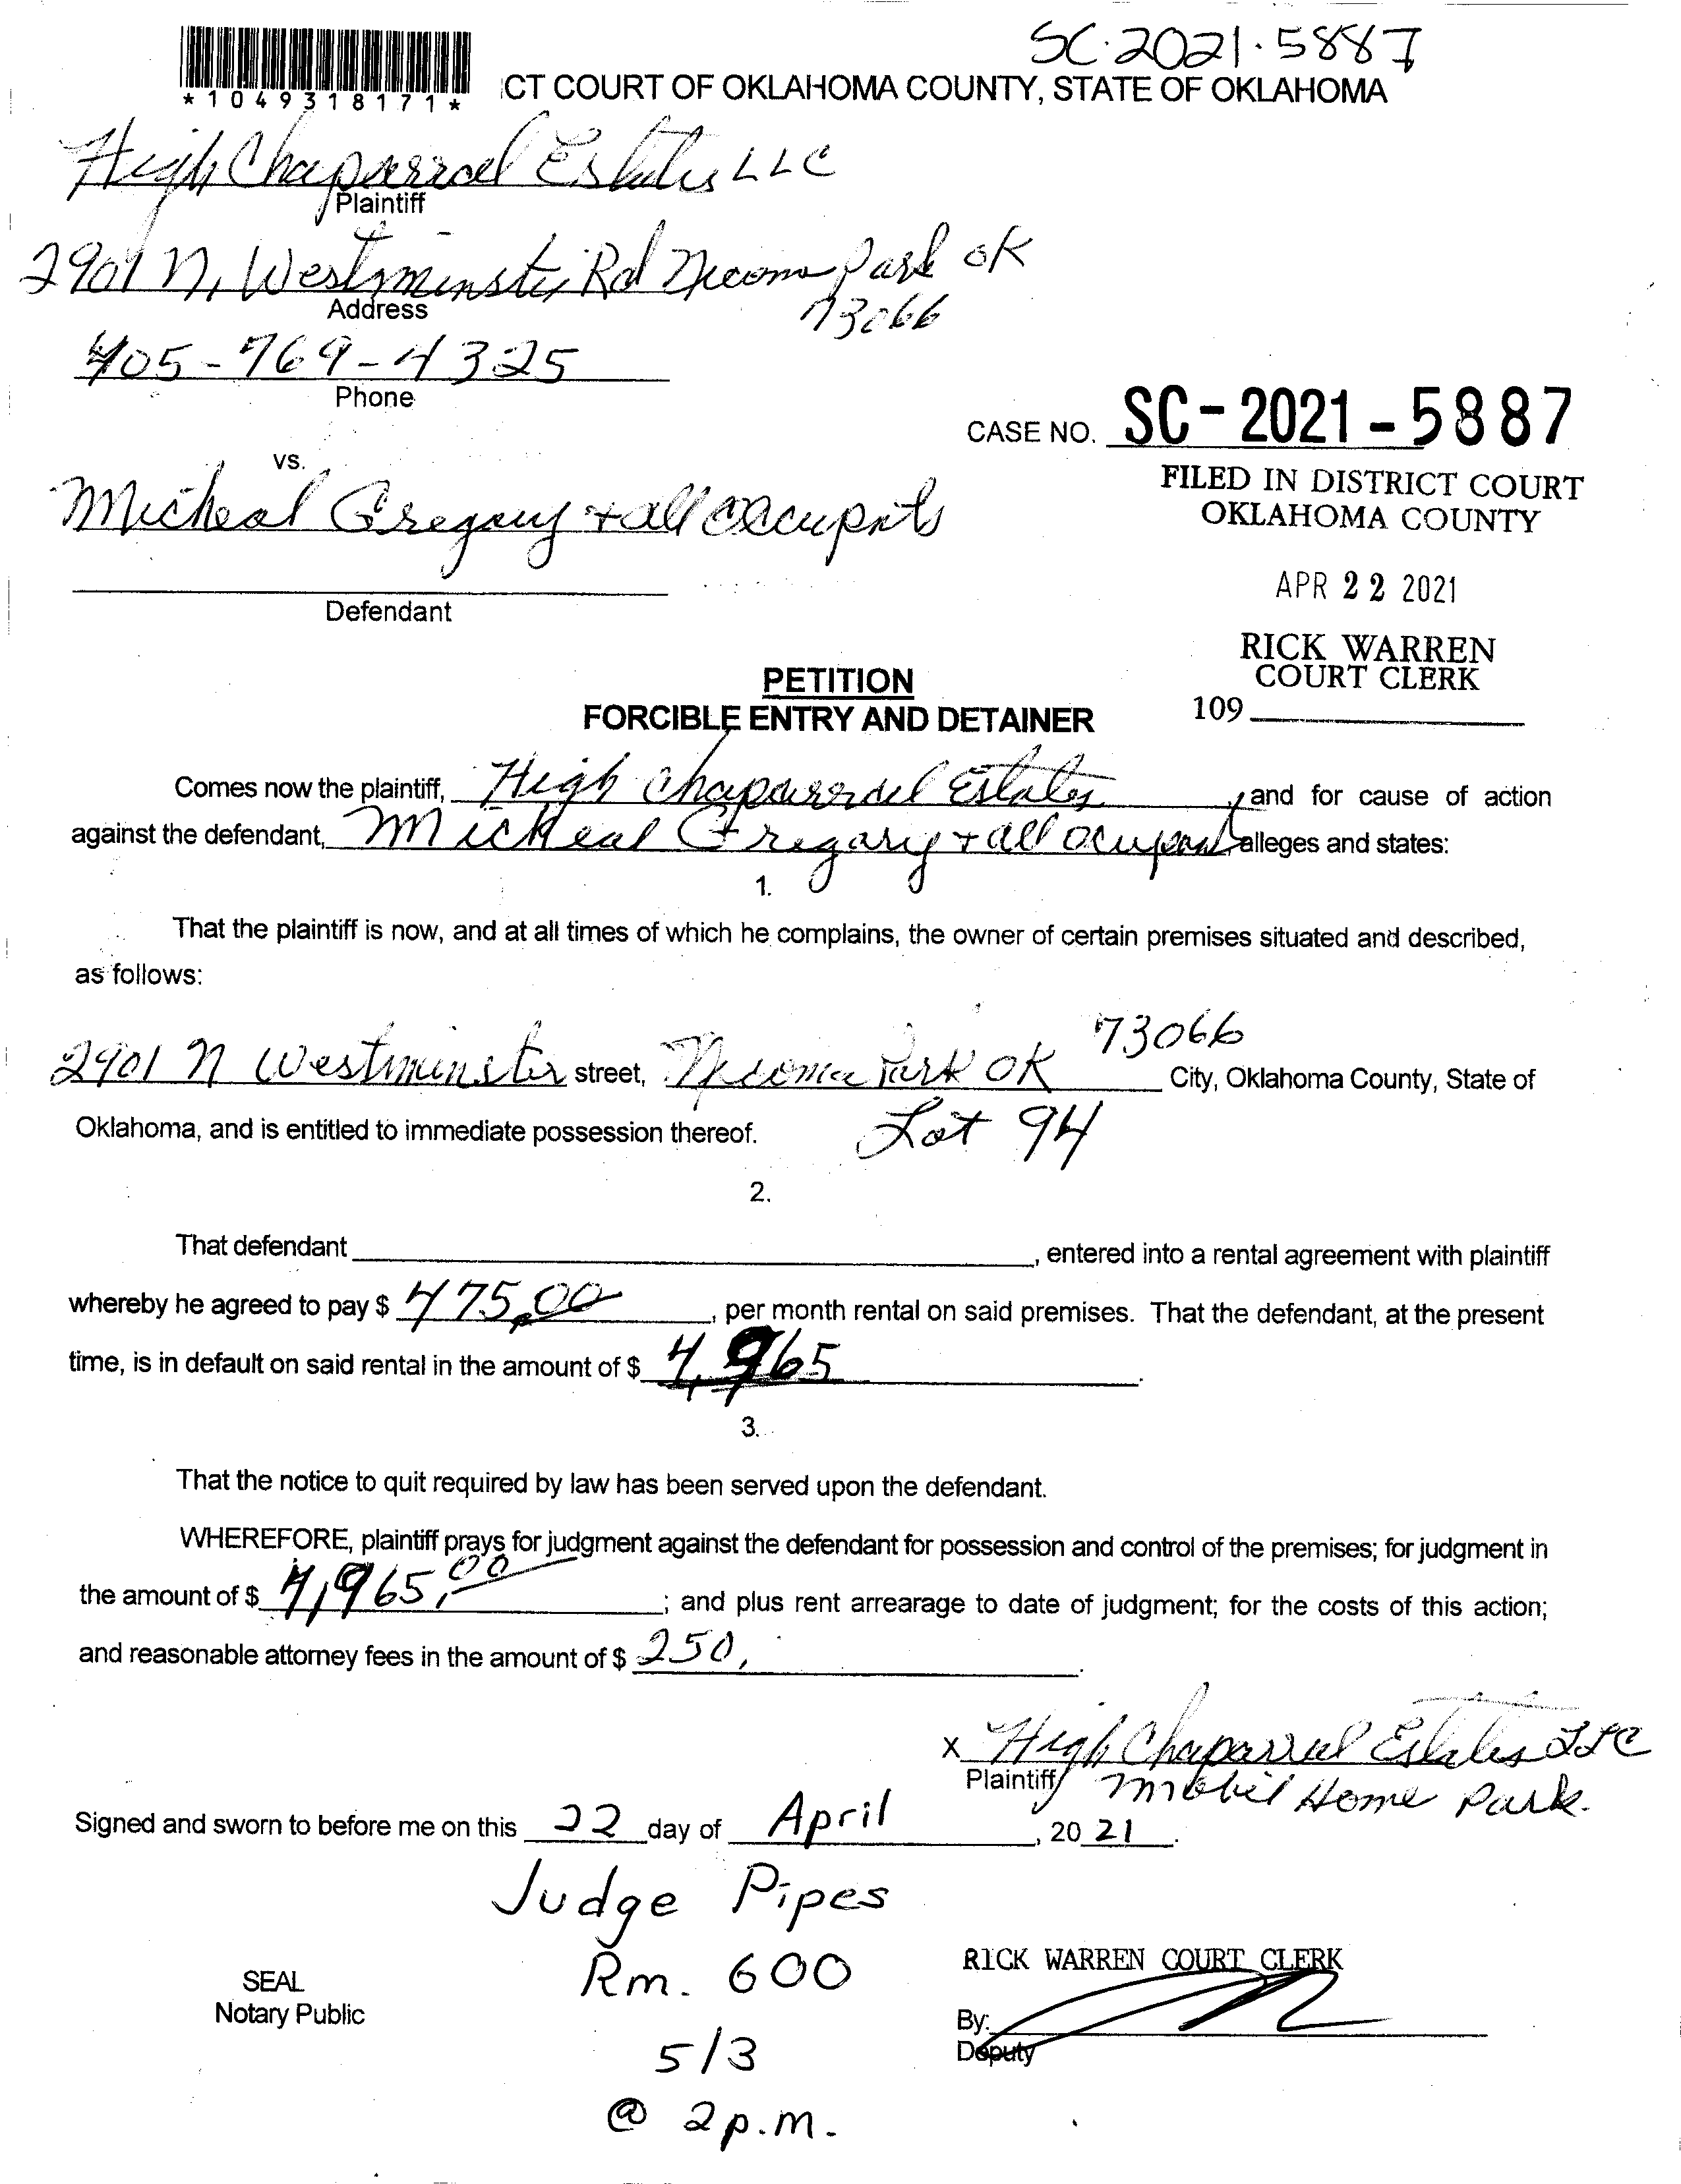 SC-2021-5887
*1049318171*
CT COURT OF OKLAHOMA COUNTY, STATE OF OKLAHOMA
High Chaparral Estates LLC
Plaintiff
2901 N. Westminster Rd Nicoma Park OK
73066
Address
405-769-4325
Phone
CASE NO. SC-2021-5887
vs.
FILED IN DISTRICT COURT
OKLAHOMA COUNTY
Micheal Gregory + all Occupnts
APR 22 2021
Defendant
RICK WARREN
COURT CLERK
109
PETITION
FORCIBLE ENTRY AND DETAINER
Comes now the plaintiff, High Chaparral Estates, and for cause of action
against the defendant, Micheal Gregary + all ocupant alleges and states:
1.
That the plaintiff is now, and at all times of which he complains, the owner of certain premises situated and described,
as follows:
2901 N Westminster street, Nicoma Park OK 73066 City, Oklahoma County, State of
Oklahoma, and is entitled to immediate possession thereof. Lot 94
2.
That defendant , entered into a rental agreement with plaintiff
whereby he agreed to pay $ 475.00, per month rental on said premises. That the defendant, at the present
time, is in default on said rental in the amount of $ 4,965.
3.
That the notice to quit required by law has been served upon the defendant.
WHEREFORE, plaintiff prays for judgment against the defendant for possession and control of the premises; for judgment in
the amount of $ 4,965.00; and plus rent arrearage to date of judgment; for the costs of this action;
and reasonable attorney fees in the amount of $ 250.
x High Chaparral Estates LLC
Plaintiff Mobil Home Park.
Signed and sworn to before me on this 22 day of April, 20 21.
Judge Pipes
Rm. 600
5/3
@ 2p.m.
SEAL
Notary Public
RICK WARREN COURT CLERK
By:
Deputy